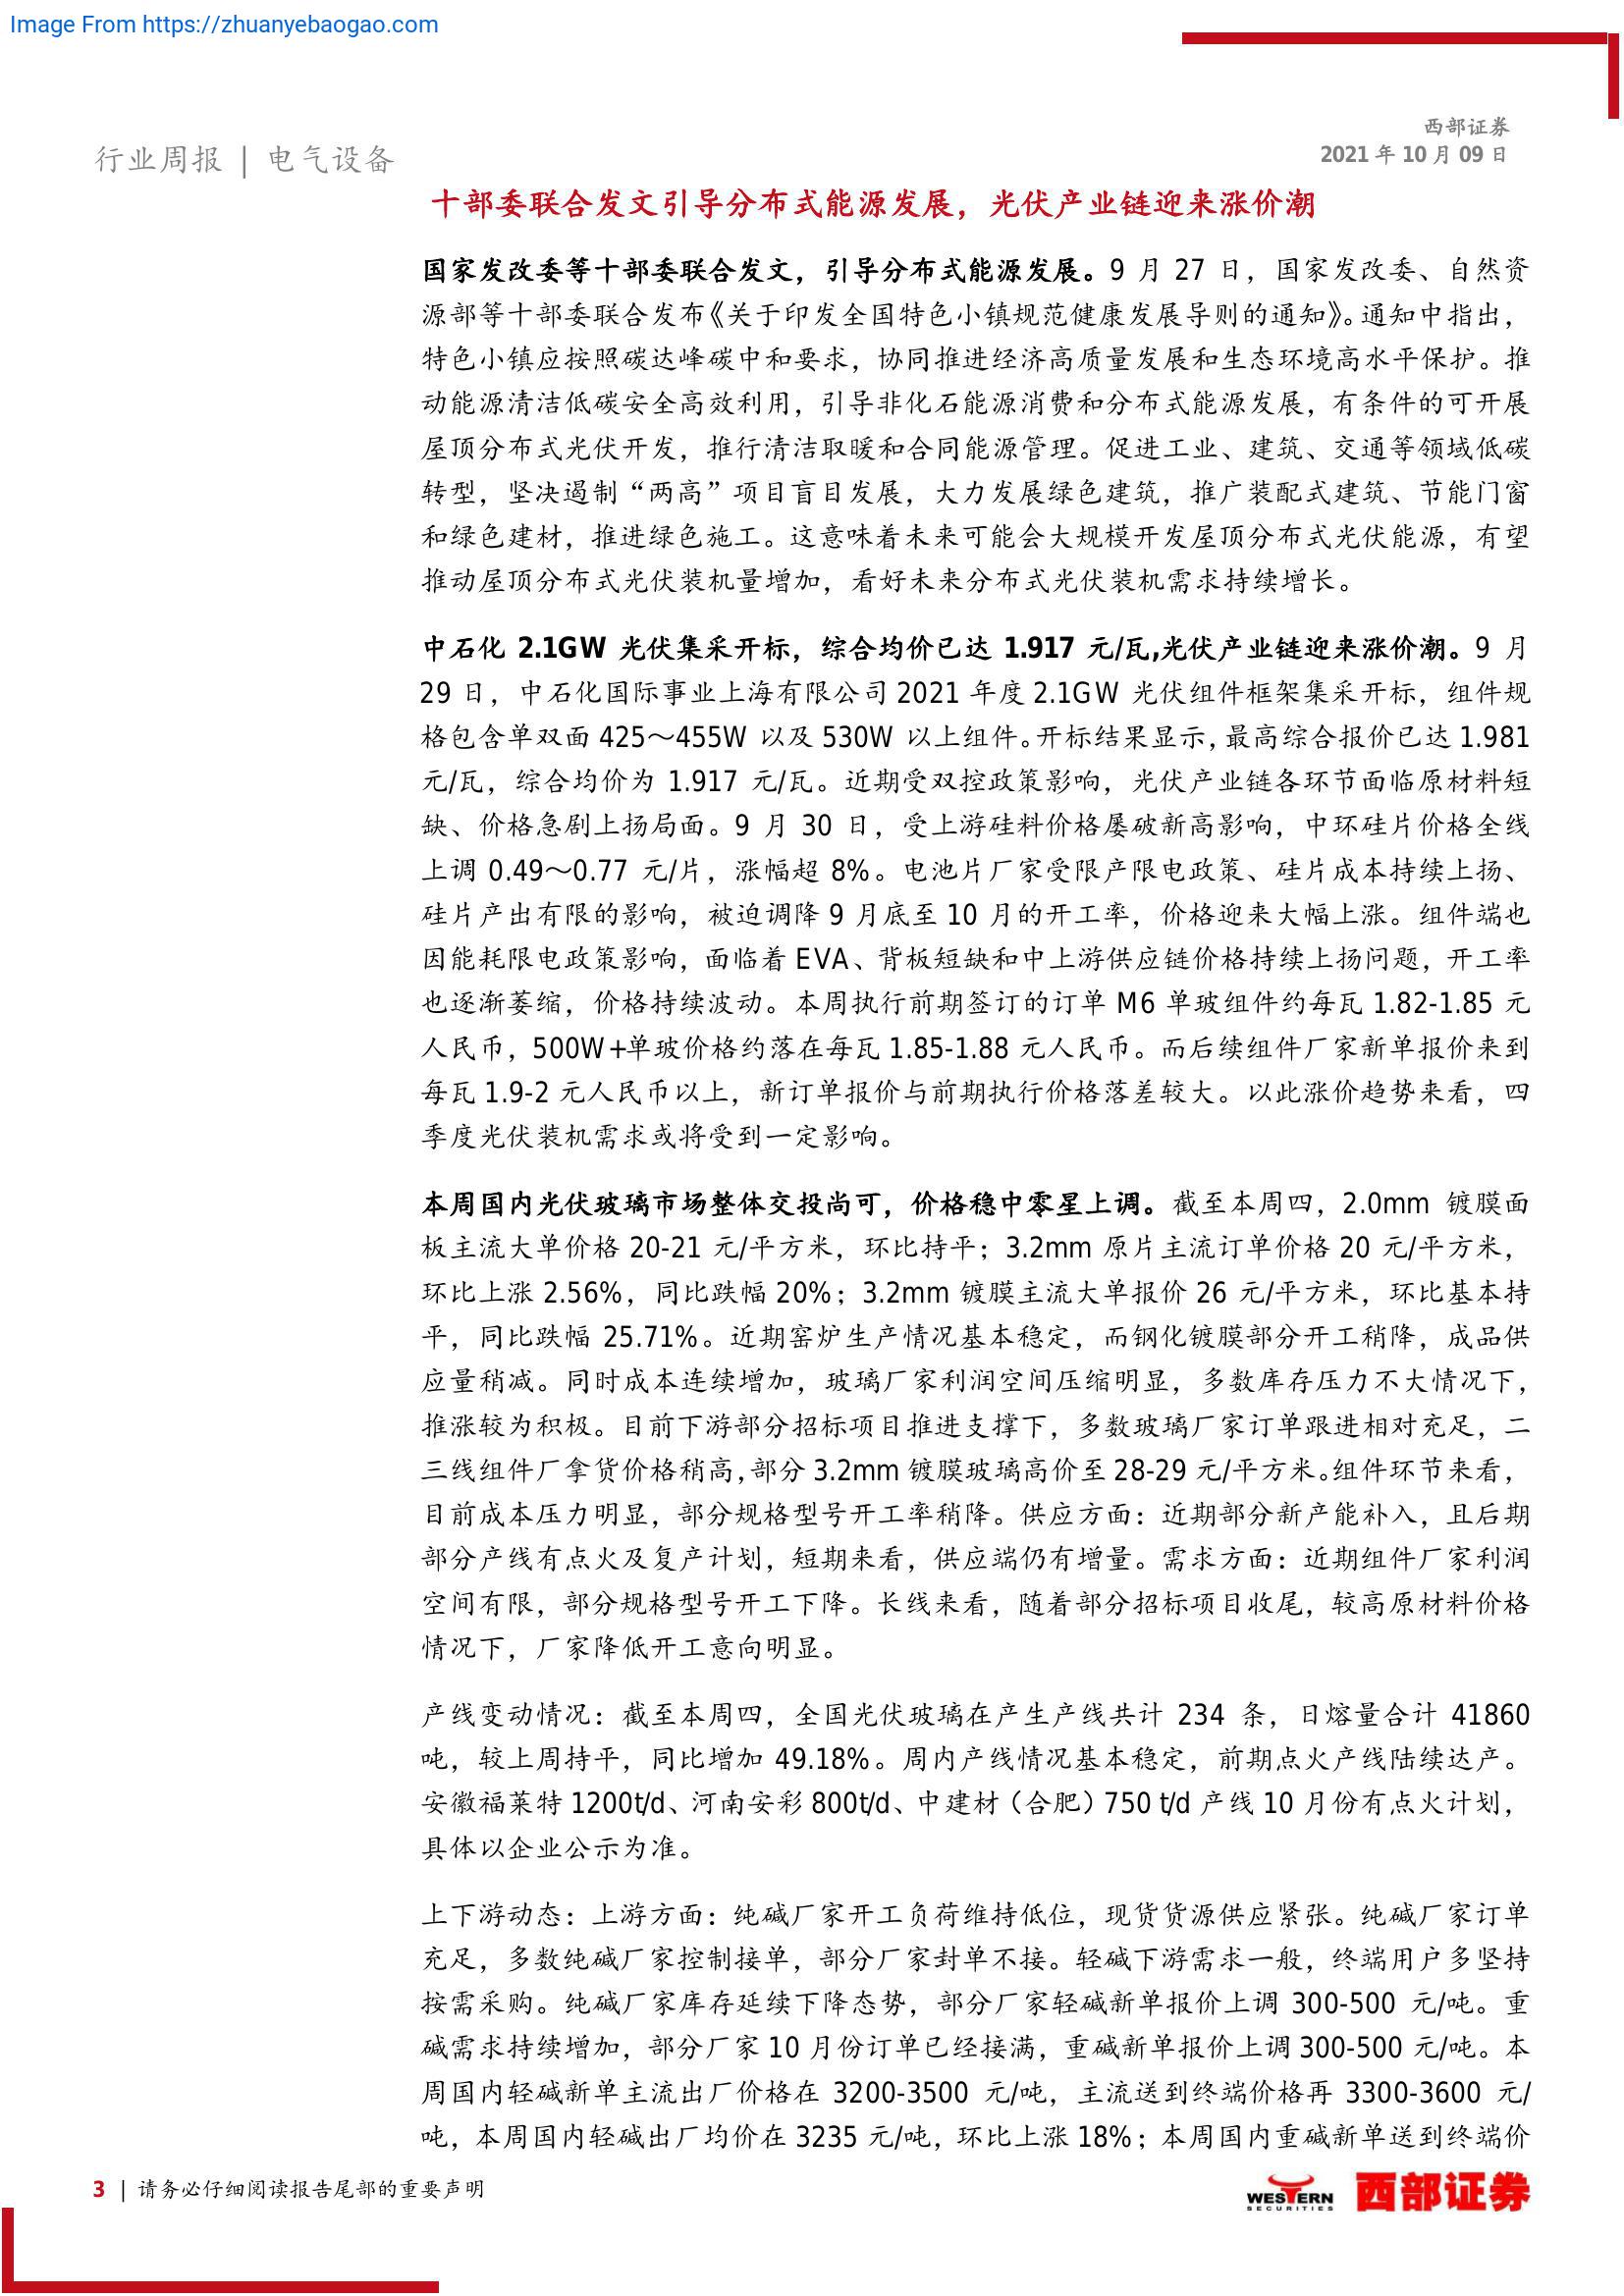 Image From https://zhuanyebaogao.com
西部证券
行业周报 | 电气设备
2021 年 10 月 09 日
十部委联合发文引导分布式能源发展，光伏产业链迎来涨价潮
国家发改委等十部委联合发文，引导分布式能源发展。9 月 27 日，国家发改委、自然资
源部等十部委联合发布《关于印发全国特色小镇规范健康发展导则的通知》。通知中指出，
特色小镇应按照碳达峰碳中和要求，协同推进经济高质量发展和生态环境高水平保护。推
动能源清洁低碳安全高效利用，引导非化石能源消费和分布式能源发展，有条件的可开展
屋顶分布式光伏开发，推行清洁取暖和合同能源管理。促进工业、建筑、交通等领域低碳
转型，坚决遏制“两高”项目盲目发展，大力发展绿色建筑，推广装配式建筑、节能门窗
和绿色建材，推进绿色施工。这意味着未来可能会大规模开发屋顶分布式光伏能源，有望
推动屋顶分布式光伏装机量增加，看好未来分布式光伏装机需求持续增长。
中石化 2.1GW 光伏集采开标，综合均价已达 1.917 元/瓦,光伏产业链迎来涨价潮。9 月
29 日，中石化国际事业上海有限公司 2021 年度 2.1GW 光伏组件框架集采开标，组件规
格包含单双面 425～455W 以及 530W 以上组件。开标结果显示，最高综合报价已达 1.981
元/瓦，综合均价为 1.917 元/瓦。近期受双控政策影响，光伏产业链各环节面临原材料短
缺、价格急剧上扬局面。9 月 30 日，受上游硅料价格屡破新高影响，中环硅片价格全线
上调 0.49～0.77 元/片，涨幅超 8%。电池片厂家受限产限电政策、硅片成本持续上扬、
硅片产出有限的影响，被迫调降 9 月底至 10 月的开工率，价格迎来大幅上涨。组件端也
因能耗限电政策影响，面临着 EVA、背板短缺和中上游供应链价格持续上扬问题，开工率
也逐渐萎缩，价格持续波动。本周执行前期签订的订单 M6 单玻组件约每瓦 1.82-1.85 元
人民币，500W+单玻价格约落在每瓦 1.85-1.88 元人民币。而后续组件厂家新单报价来到
每瓦 1.9-2 元人民币以上，新订单报价与前期执行价格落差较大。以此涨价趋势来看，四
季度光伏装机需求或将受到一定影响。
本周国内光伏玻璃市场整体交投尚可，价格稳中零星上调。截至本周四，2.0mm 镀膜面
板主流大单价格 20-21 元/平方米，环比持平；3.2mm 原片主流订单价格 20 元/平方米，
环比上涨 2.56%，同比跌幅 20%；3.2mm 镀膜主流大单报价 26 元/平方米，环比基本持
平，同比跌幅 25.71%。近期窑炉生产情况基本稳定，而钢化镀膜部分开工稍降，成品供
应量稍减。同时成本连续增加，玻璃厂家利润空间压缩明显，多数库存压力不大情况下，
推涨较为积极。目前下游部分招标项目推进支撑下，多数玻璃厂家订单跟进相对充足，二
三线组件厂拿货价格稍高，部分 3.2mm 镀膜玻璃高价至 28-29 元/平方米。组件环节来看，
目前成本压力明显，部分规格型号开工率稍降。供应方面：近期部分新产能补入，且后期
部分产线有点火及复产计划，短期来看，供应端仍有增量。需求方面：近期组件厂家利润
空间有限，部分规格型号开工下降。长线来看，随着部分招标项目收尾，较高原材料价格
情况下，厂家降低开工意向明显。
产线变动情况：截至本周四，全国光伏玻璃在产生产线共计 234 条，日熔量合计 41860
吨，较上周持平，同比增加 49.18%。周内产线情况基本稳定，前期点火产线陆续达产。
安徽福莱特 1200t/d、河南安彩 800t/d、中建材（合肥）750 t/d 产线 10 月份有点火计划，
具体以企业公示为准。
上下游动态：上游方面：纯碱厂家开工负荷维持低位，现货货源供应紧张。纯碱厂家订单
充足，多数纯碱厂家控制接单，部分厂家封单不接。轻碱下游需求一般，终端用户多坚持
按需采购。纯碱厂家库存延续下降态势，部分厂家轻碱新单报价上调 300-500 元/吨。重
碱需求持续增加，部分厂家 10 月份订单已经接满，重碱新单报价上调 300-500 元/吨。本
周国内轻碱新单主流出厂价格在 3200-3500 元/吨，主流送到终端价格再 3300-3600 元/
吨，本周国内轻碱出厂均价在 3235 元/吨，环比上涨 18%；本周国内重碱新单送到终端价
3 | 请务必仔细阅读报告尾部的重要声明
WESTERN
SECURITIES
西部证券